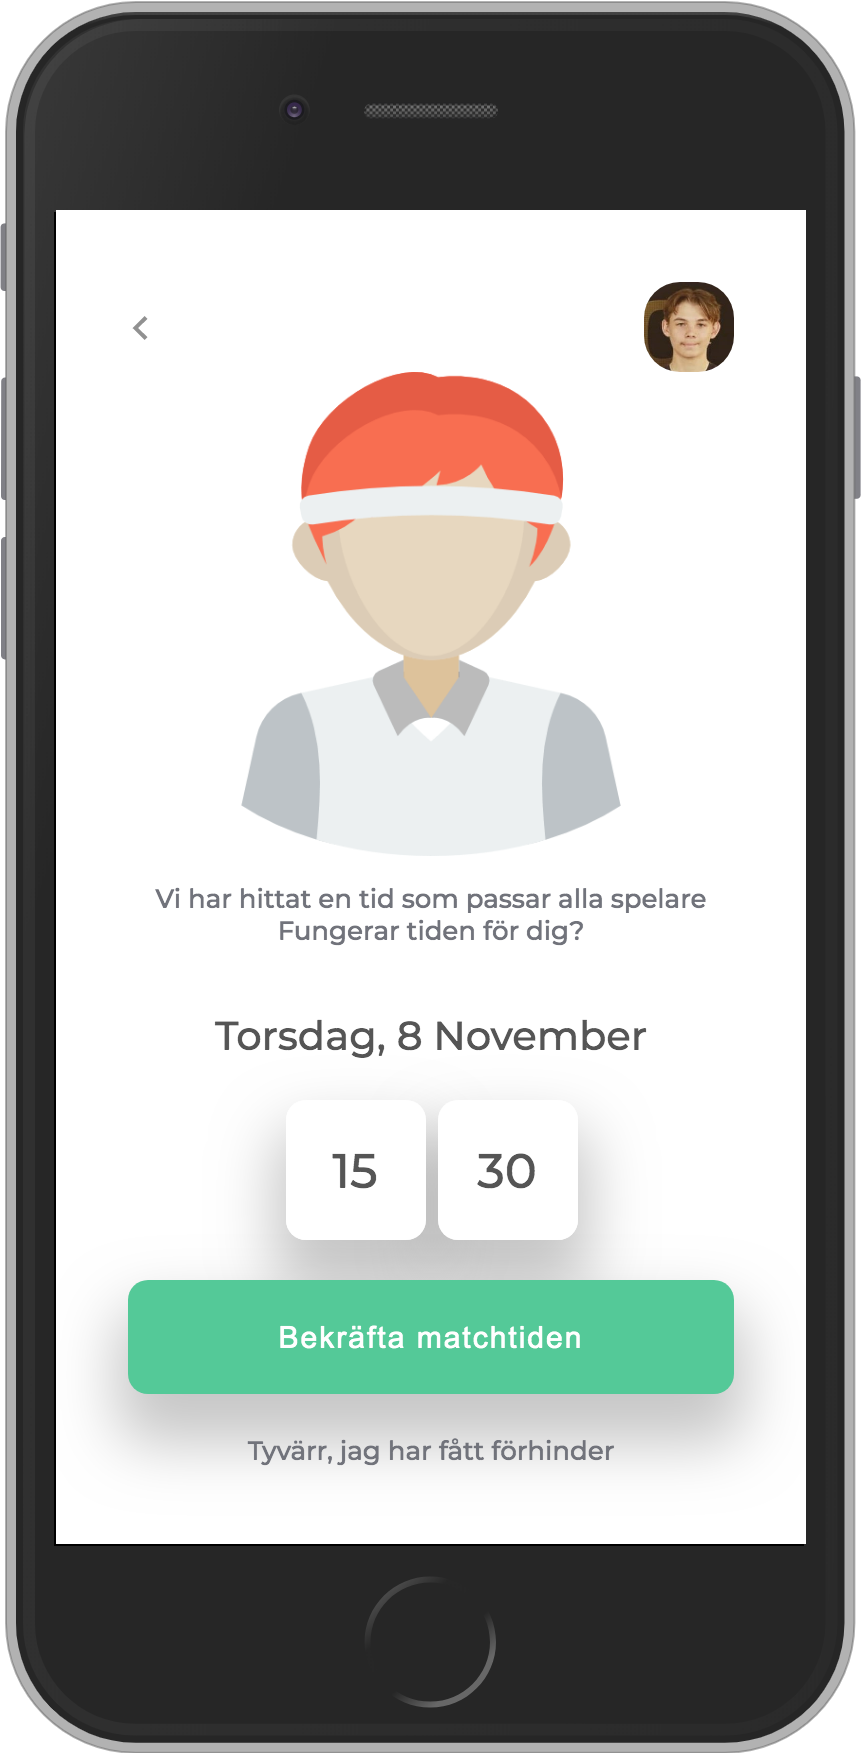 Vi har hittat en tid som passar alla spelare
Fungerar tiden för dig?
Torsdag, 8 November
15 30
Bekräfta matchtiden
Tyvärr, jag har fått förhinder